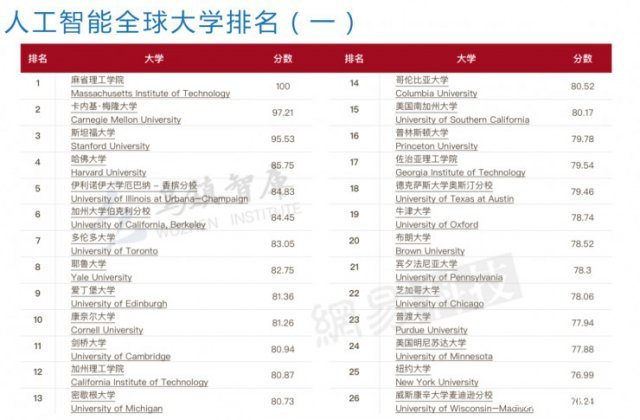 人工智能全球大学排名（一）
排名 大学 分数
1 麻省理工学院 100
Massachusetts Institute of Technology
2 卡内基·梅隆大学 97.21
Carnegie Mellon University
3 斯坦福大学 95.53
Stanford University
4 哈佛大学 85.75
Harvard University
5 伊利诺伊大学厄巴纳 – 香槟分校 84.83
University of Illinois at Urbana-Champaign
6 加州大学伯克利分校 84.45
University of California, Berkeley
7 多伦多大学 83.05
University of Toronto
8 耶鲁大学 82.75
Yale University
9 爱丁堡大学 81.36
University of Edinburgh
10 康奈尔大学 81.26
Cornell University
11 剑桥大学 80.94
University of Cambridge
12 加州理工学院 80.87
California Institute of Technology
13 密歇根大学 80.73
University of Michigan
排名 大学 分数
14 哥伦比亚大学 80.52
Columbia University
15 美国南加州大学 80.17
University of Southern California
16 普林斯顿大学 79.78
Princeton University
17 佐治亚理工学院 79.54
Georgia Institute of Technology
18 德克萨斯大学奥斯汀分校 79.46
University of Texas at Austin
19 牛津大学 78.74
University of Oxford
20 布朗大学 78.52
Brown University
21 宾夕法尼亚大学 78.3
University of Pennsylvania
22 芝加哥大学 78.06
University of Chicago
23 普渡大学 77.94
Purdue University
24 美国明尼苏达大学 77.88
University of Minnesota
25 纽约大学 76.99
New York University
26 威斯康辛大学麦迪逊分校 76.24
University of Wisconsin-Madison
乌镇智库
WUZHEN INSTITUTE
網易科技